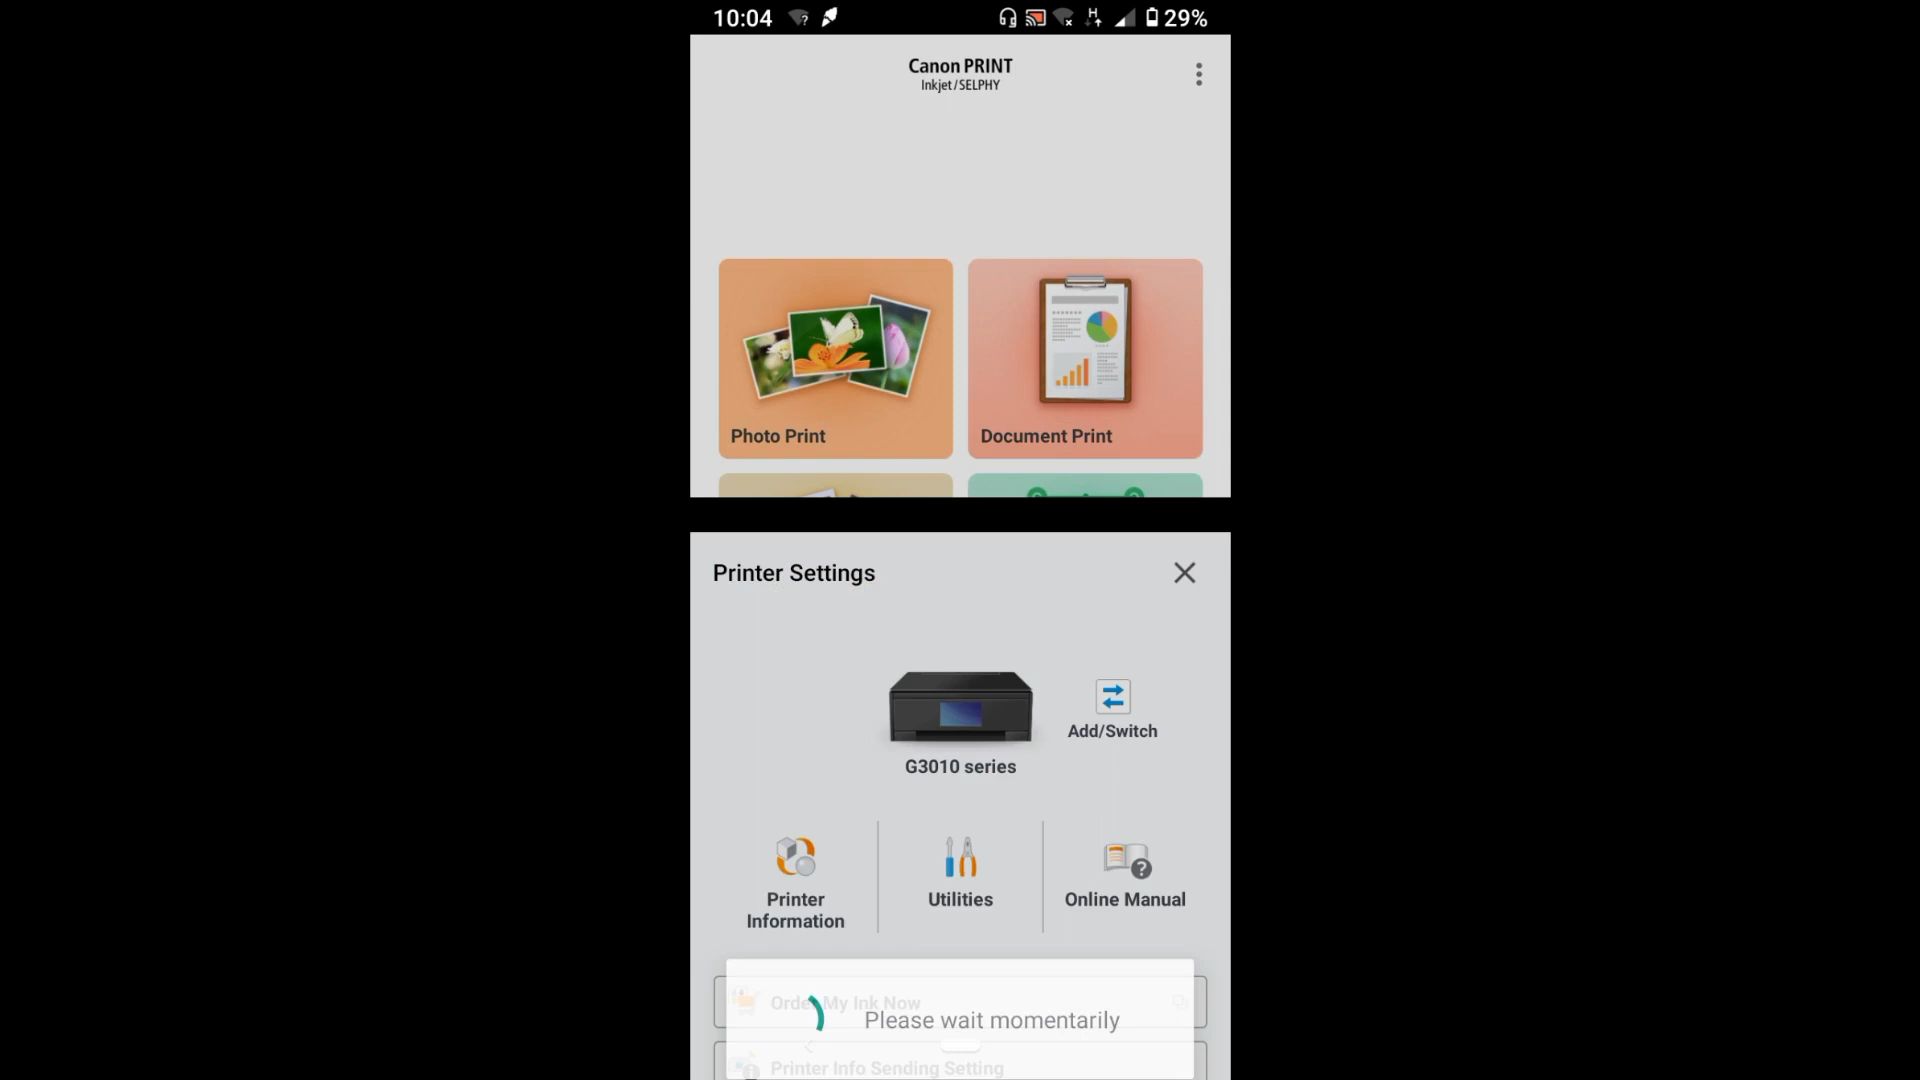 10:04
29%
Canon PRINT
Inkjet/SELPHY
Photo Print
Document Print
Printer Settings
Add/Switch
G3010 series
Printer
Information
Utilities
Online Manual
Order My Ink Now
Please wait momentarily
Printer Info Sending Setting